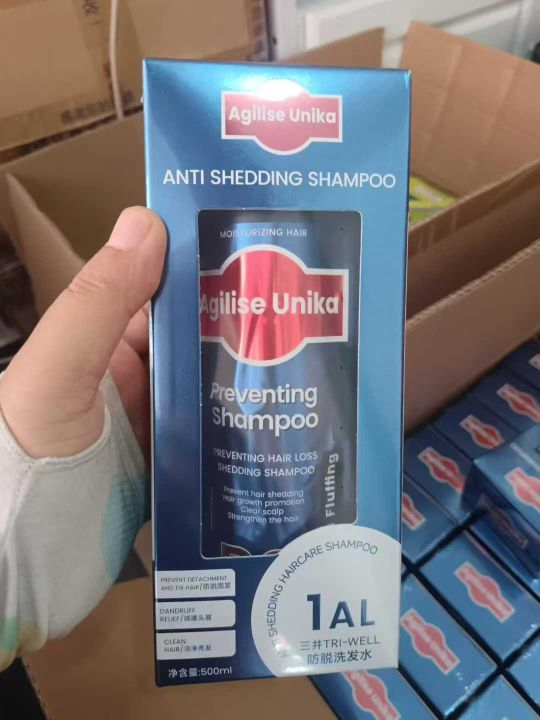 Agilise Unika
ANTI SHEDDING SHAMPOO
MOISTURIZING HAIR
Agilise Unika
Preventing
Shampoo
PREVENTING HAIR LOSS
SHEDDING SHAMPOO
Prevent hair shedding
Hair growth promotion
Clear scalp
Strengthen the hair
Fluffing
PREVENT DETACHMENT
AND FIX HAIR/防脱固发
DANDRUFF
RELIEF/减缓头屑
CLEAN
HAIR/洁净秀发
净含量:500ml
SHEDDING HAIRCARE SHAMPOO
1AL
三井TRI-WELL
防脱洗发水